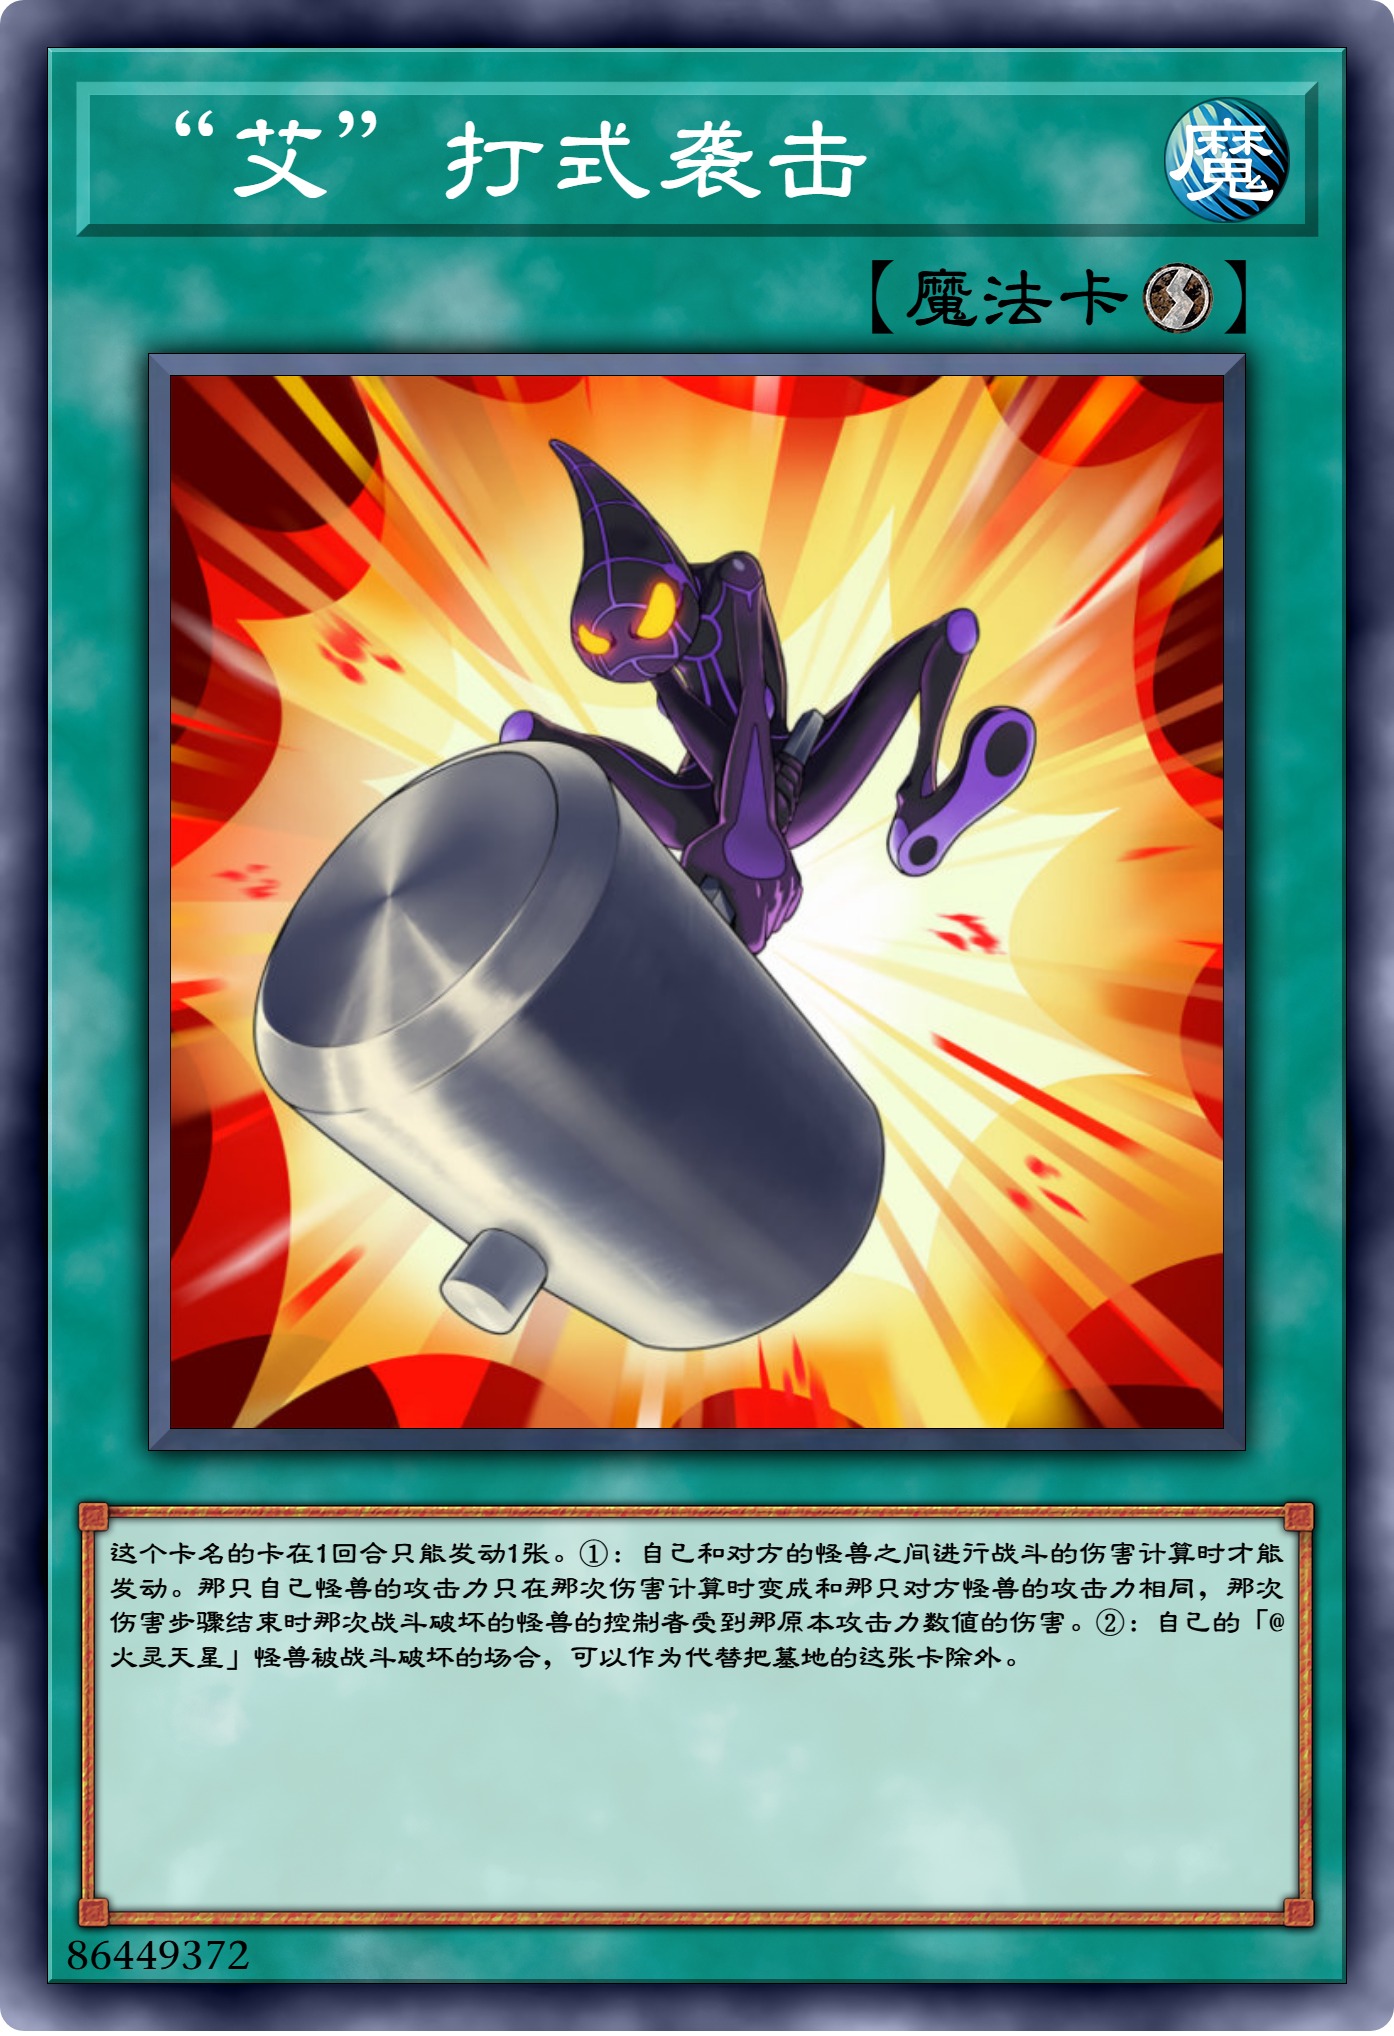 “艾”打式袭击
魔
【魔法卡】
这个卡名的卡在1回合只能发动1张。①：自己和对方的怪兽之间进行战斗的伤害计算时才能
发动。那只自己怪兽的攻击力只在那次伤害计算时变成和那只对方怪兽的攻击力相同，那次
伤害步骤结束时那次战斗破坏的怪兽的控制者受到那原本攻击力数值的伤害。②：自己的「@
火灵天星」怪兽被战斗破坏的场合，可以作为代替把墓地的这张卡除外。
86449372